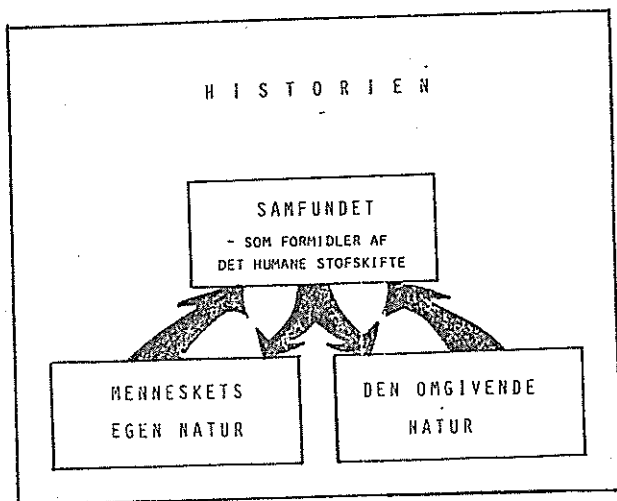 HISTORIEN
SAMFUNDET
- SOM FORMIDLER AF
DET HUMANE STOFSKIFTE
MENNESKETS
EGEN NATUR
DEN OMGIVENDE
NATUR